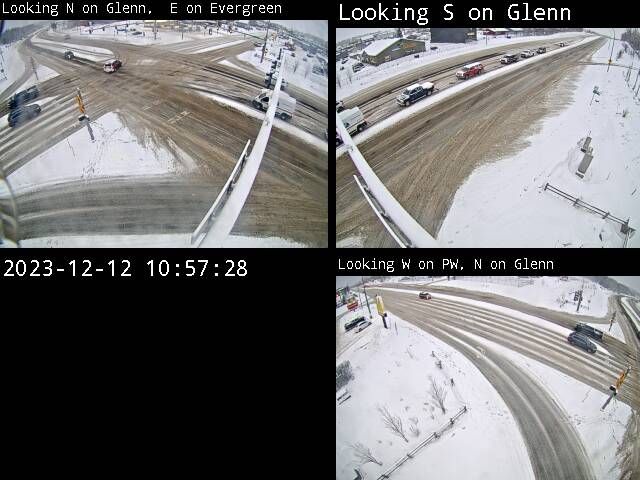 Looking N on Glenn,  E on Evergreen
Looking S on Glenn
2023-12-12 10:57:28
Looking W on PW, N on Glenn